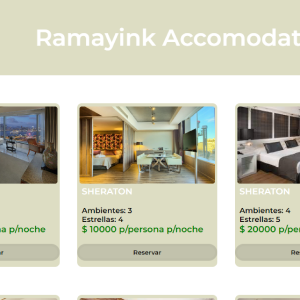 Ramayink Accomodat
SHERATON
Ambientes: 3
Estrellas: 4
$ 10000 p/persona p/noche
Reservar
SHERATON
Ambientes: 4
Estrellas: 5
$ 20000 p/pe
Re
na p/noche